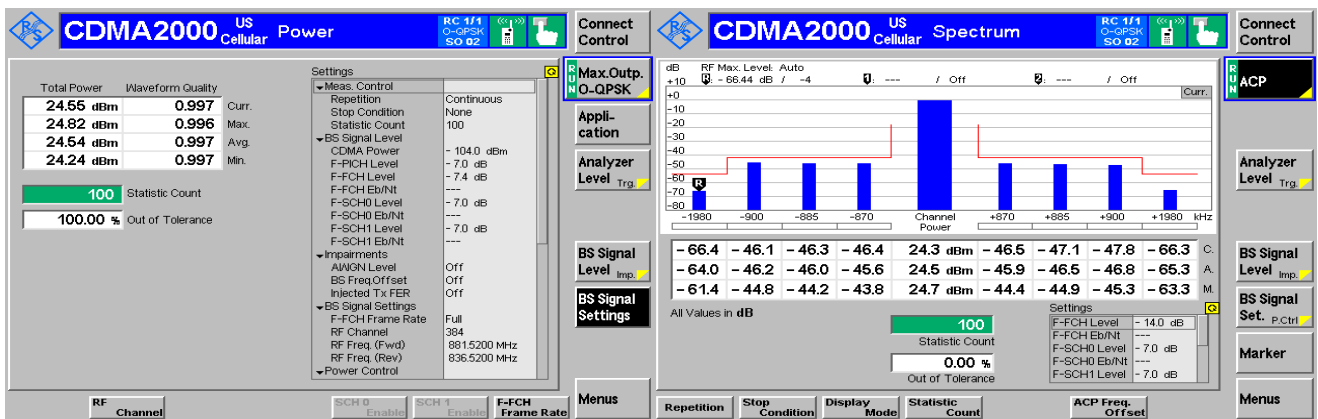 CDMA2000 US Cellular Power
RC 1/1
O-QPSK
SO 02
Connect Control
Total Power Waveform Quality
24.55 dBm 0.997 Curr.
24.82 dBm 0.996 Max.
24.54 dBm 0.997 Avg.
24.24 dBm 0.997 Min.
100 Statistic Count
100.00 % Out of Tolerance
Settings
Meas. Control
Repetition Continuous
Stop Condition None
Statistic Count 100
BS Signal Level
CDMA Power - 104.0 dBm
F-PICH Level - 7.0 dB
F-FCH Level - 7.4 dB
F-FCH Eb/Nt ---
F-SCH0 Level - 7.0 dB
F-SCH0 Eb/Nt ---
F-SCH1 Level - 7.0 dB
F-SCH1 Eb/Nt ---
Impairments
AWGN Level Off
BS Freq.Offset Off
Injected Tx FER Off
BS Signal Settings
F-FCH Frame Rate Full
RF Channel 384
RF Freq. (Fwd) 881.5200 MHz
RF Freq. (Rev) 836.5200 MHz
Power Control
RUN
Max.Outp. O-QPSK
Appli-
cation
Analyzer
Level Trg.
BS Signal
Level Imp.
BS Signal
Settings
Menus
RF Channel
SCH 0 Enable
SCH 1 Enable
F-FCH Frame Rate
CDMA2000 US Cellular Spectrum
RC 1/1
O-QPSK
SO 02
Connect Control
dB RF Max. Level: Auto
+10 R: - 66.44 dB / -4 1: --- / Off 2: --- / Off
Curr.
+0
-10
-20
-30
-40
-50
-60
R
-70
-80
-1980 -900 -885 -870 Channel Power +870 +885 +900 +1980 kHz
- 66.4 - 46.1 - 46.3 - 46.4 24.3 dBm - 46.5 - 47.1 - 47.8 - 66.3 C.
- 64.0 - 46.2 - 46.0 - 45.6 24.5 dBm - 45.9 - 46.5 - 46.8 - 65.3 A.
- 61.4 - 44.8 - 44.2 - 43.8 24.7 dBm - 44.4 - 44.9 - 45.3 - 63.3 M.
All Values in dB
100
Statistic Count
0.00 %
Out of Tolerance
Settings
F-FCH Level - 14.0 dB
F-FCH Eb/Nt ---
F-SCH0 Level - 7.0 dB
F-SCH0 Eb/Nt ---
F-SCH1 Level - 7.0 dB
RUN
ACP
Analyzer
Level Trg.
BS Signal
Level Imp.
BS Signal
Set. P.Ctrl
Marker
Menus
Repetition
Stop Condition
Display Mode
Statistic Count
ACP Freq. Offset